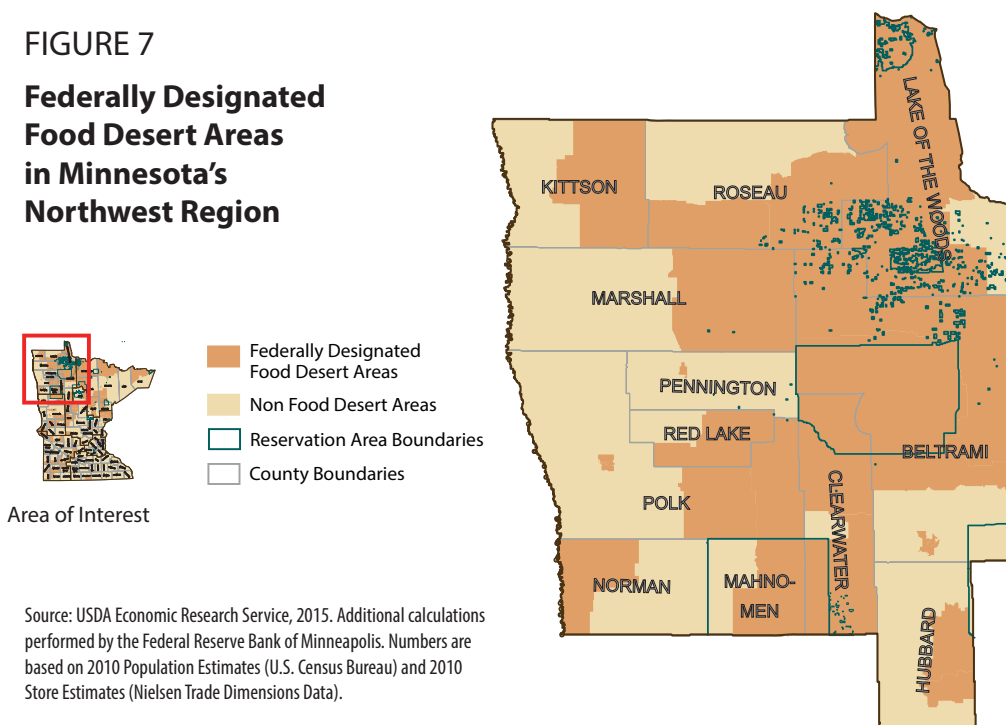 FIGURE 7
Federally Designated
Food Desert Areas
in Minnesota's
Northwest Region
Federally Designated
Food Desert Areas
Non Food Desert Areas
Reservation Area Boundaries
County Boundaries
Area of Interest
Source: USDA Economic Research Service, 2015. Additional calculations
performed by the Federal Reserve Bank of Minneapolis. Numbers are
based on 2010 Population Estimates (U.S. Census Bureau) and 2010
Store Estimates (Nielsen Trade Dimensions Data).
LAKE OF THE WOODS
KITTSON
ROSEAU
MARSHALL
PENNINGTON
RED LAKE
BELTRAMI
POLK
CLEARWATER
NORMAN
MAHNO-
MEN
HUBBARD